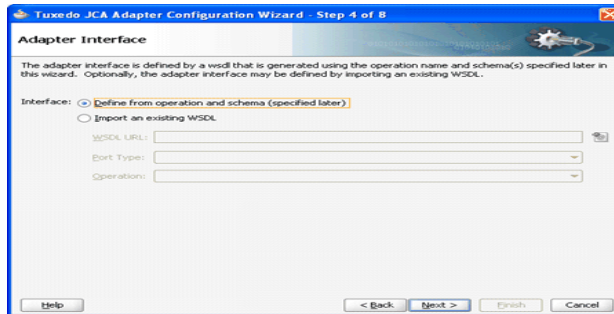 Tuxedo JCA Adapter Configuration Wizard - Step 4 of 8
Adapter Interface
The adapter interface is defined by a wsdl that is generated using the operation name and schema(s) specified later in
this wizard. Optionally, the adapter interface may be defined by importing an existing WSDL.
Interface: Define from operation and schema (specified later)
Import an existing WSDL
WSDL URL:
Port Type:
Operation:
Help < Back Next > Finish Cancel